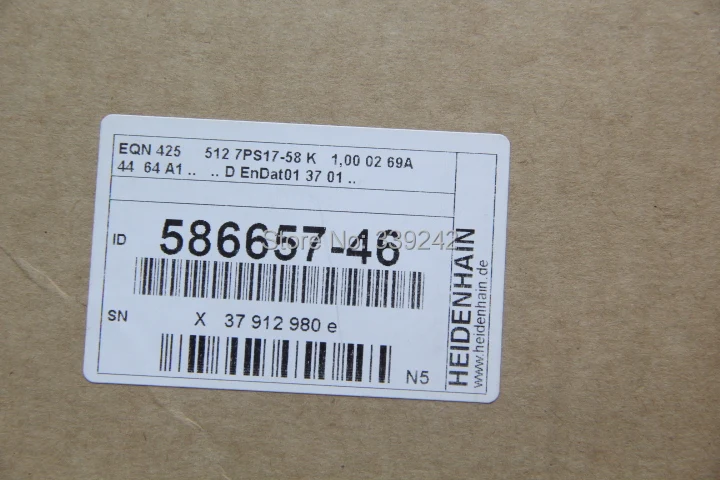 EQN 425 512 7PS17-58 K 1,00 02 69A
44 64 A1 .. .. D EnDat01 37 01 ..
ID 586657-46
Store No: 339242
SN X 37 912 980 e
N5
HEIDENHAIN
www.heidenhain.de